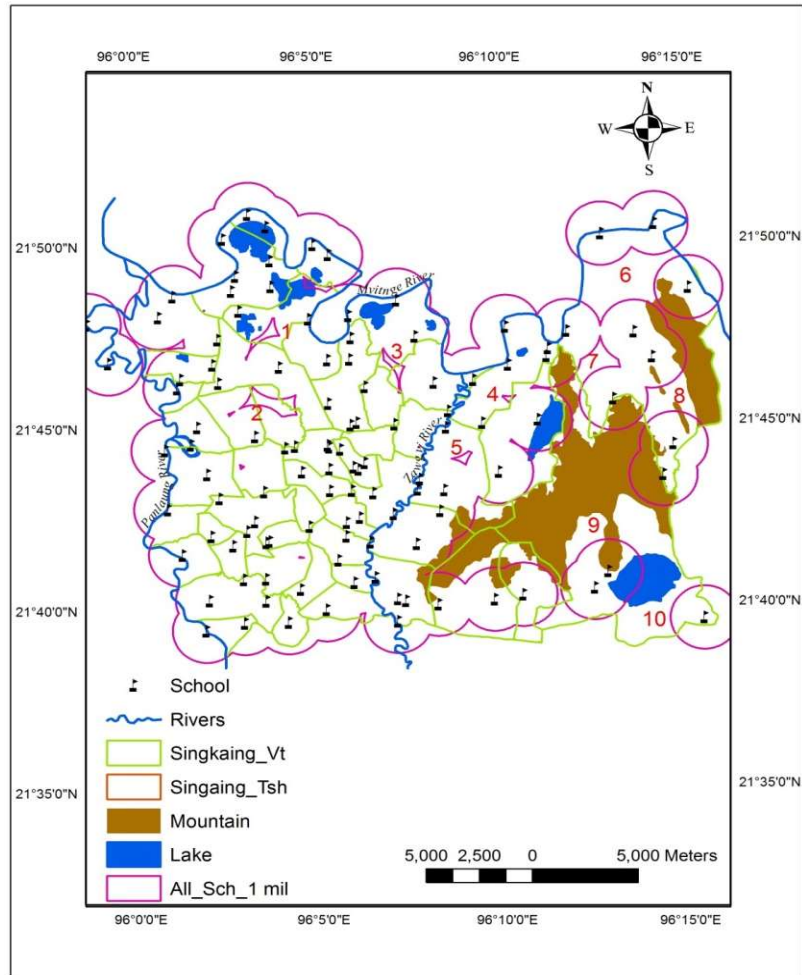 96°0'0"E 96°5'0"E 96°10'0"E 96°15'0"E
N
W E
S
21°50'0"N 21°50'0"N
6
Myitnge River
1
3
7
4
8
2
21°45'0"N 21°45'0"N
5
Zawgyi River
Panlaung River
9
21°40'0"N 21°40'0"N
10
School
Rivers
Singkaing_Vt
Singaing_Tsh
Mountain
Lake
All_Sch_1 mil
21°35'0"N 21°35'0"N
5,000 2,500 0 5,000 Meters
96°0'0"E 96°5'0"E 96°10'0"E 96°15'0"E